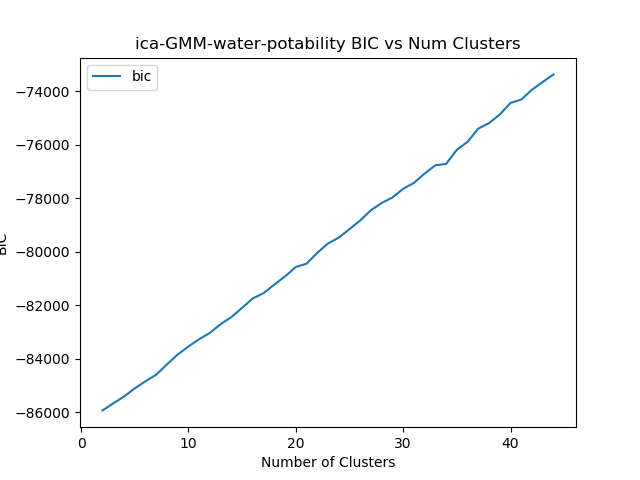 ica-GMM-water-potability BIC vs Num Clusters
bic
−74000
−76000
−78000
−80000
−82000
−84000
−86000
BIC
0 10 20 30 40
Number of Clusters